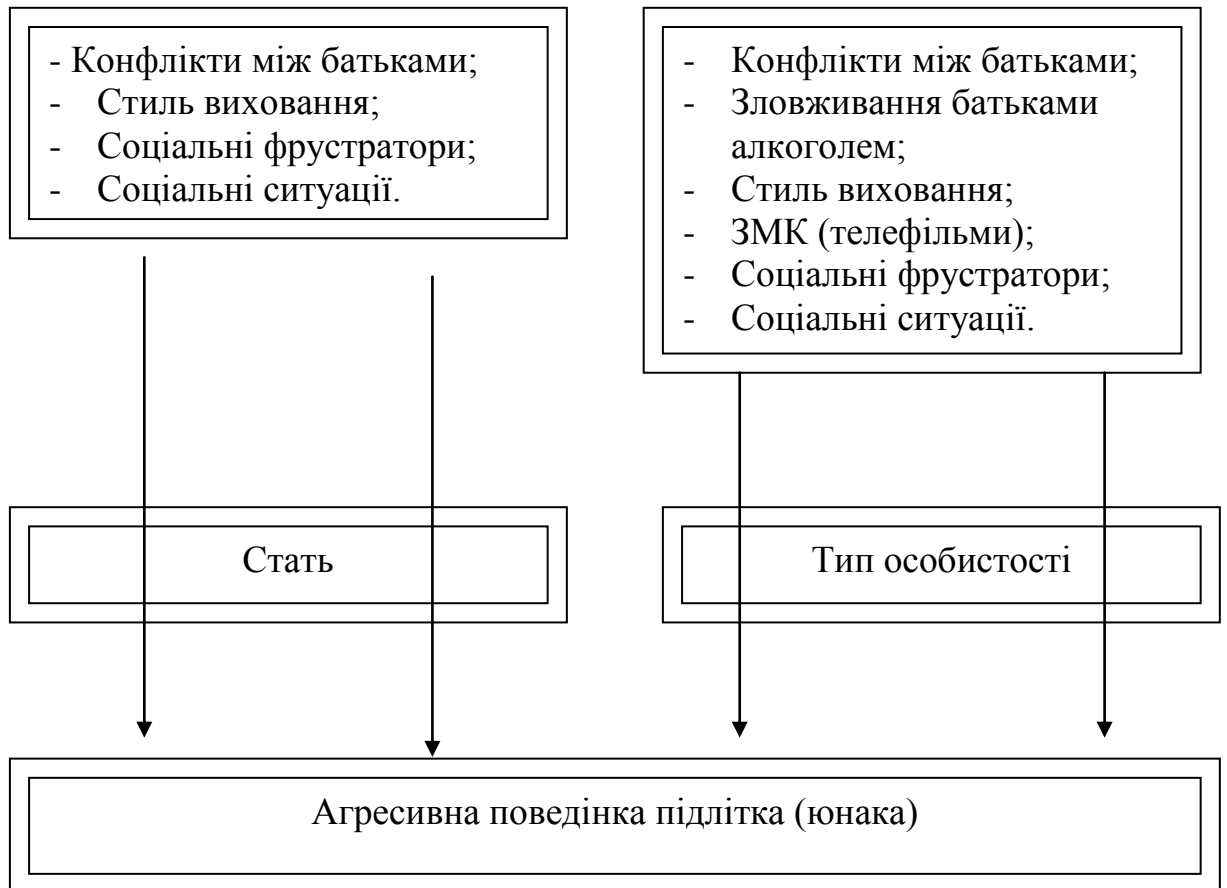 - Конфлікти між батьками;
- Стиль виховання;
- Соціальні фрустратори;
- Соціальні ситуації.
- Конфлікти між батьками;
- Зловживання батьками
алкоголем;
- Стиль виховання;
- ЗМК (телефільми);
- Соціальні фрустратори;
- Соціальні ситуації.
Стать
Тип особистості
Агресивна поведінка підлітка (юнака)